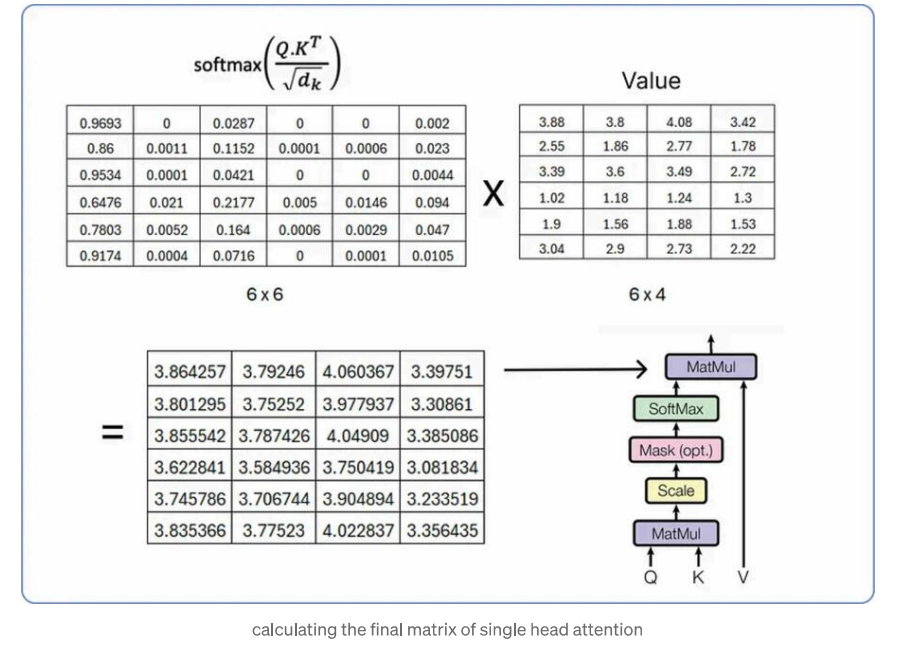 softmax(Q.K^T / √d_k)
Value
0.9693 0 0.0287 0 0 0.002
0.86 0.0011 0.1152 0.0001 0.0006 0.023
0.9534 0.0001 0.0421 0 0 0.0044
0.6476 0.021 0.2177 0.005 0.0146 0.094
0.7803 0.0052 0.164 0.0006 0.0029 0.047
0.9174 0.0004 0.0716 0 0.0001 0.0105
6 x 6
X
3.88 3.8 4.08 3.42
2.55 1.86 2.77 1.78
3.39 3.6 3.49 2.72
1.02 1.18 1.24 1.3
1.9 1.56 1.88 1.53
3.04 2.9 2.73 2.22
6 x 4
=
3.864257 3.79246 4.060367 3.39751
3.801295 3.75252 3.977937 3.30861
3.855542 3.787426 4.04909 3.385086
3.622841 3.584936 3.750419 3.081834
3.745786 3.706744 3.904894 3.233519
3.835366 3.77523 4.022837 3.356435
MatMul
SoftMax
Mask (opt.)
Scale
MatMul
Q K V
calculating the final matrix of single head attention